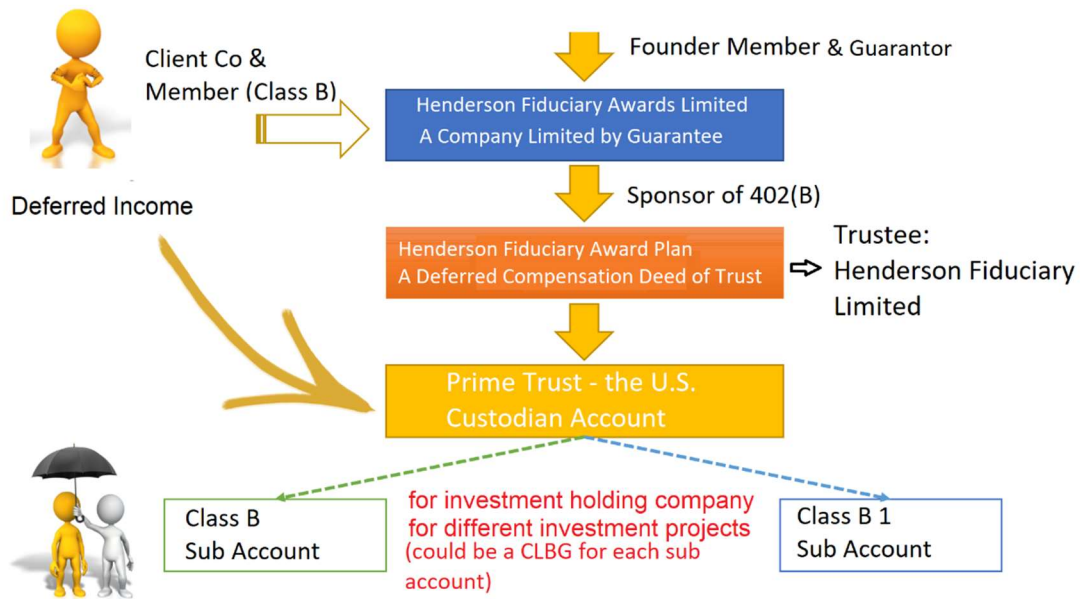 Founder Member & Guarantor
Client Co &
Member (Class B)
Henderson Fiduciary Awards Limited
A Company Limited by Guarantee
Sponsor of 402(B)
Deferred Income
Henderson Fiduciary Award Plan
A Deferred Compensation Deed of Trust
Trustee:
Henderson Fiduciary
Limited
Prime Trust - the U.S.
Custodian Account
Class B
Sub Account
for investment holding company
for different investment projects
(could be a CLBG for each sub
account)
Class B 1
Sub Account